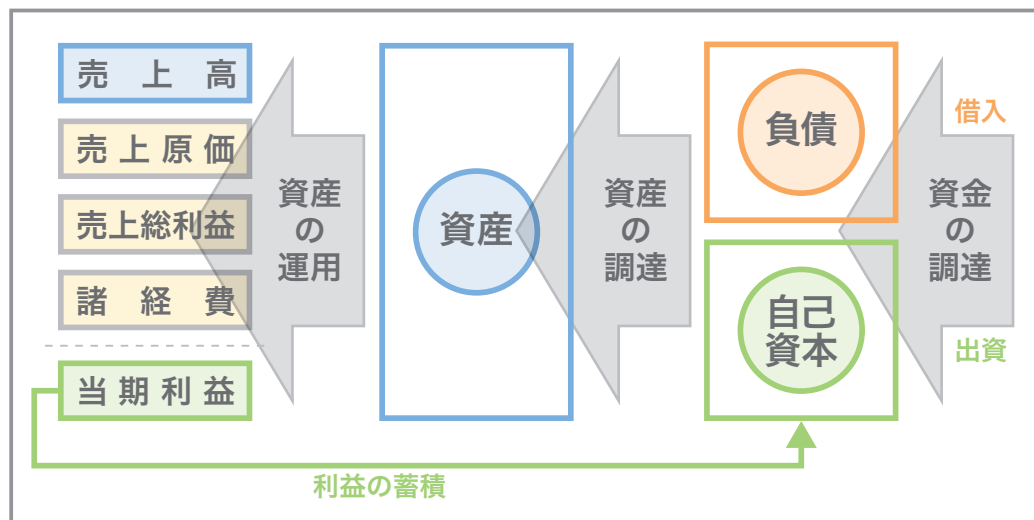 売上高
売上原価
売上総利益
諸経費
当期利益
資産
の
運用
資産
資産
の
調達
負債
自己
資本
借入
資金
の
調達
出資
利益の蓄積